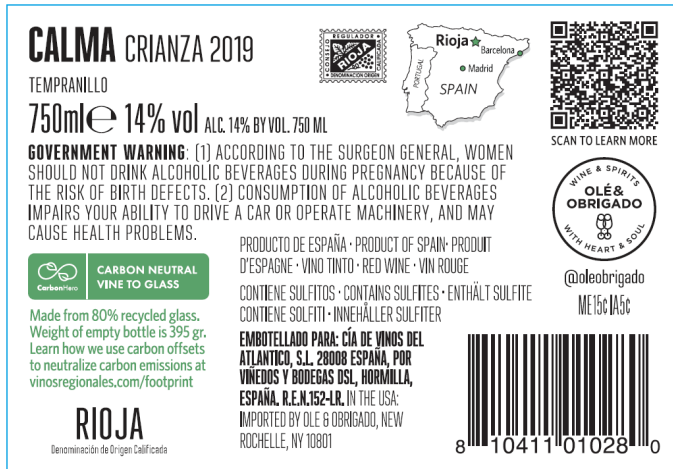 CALMA CRIANZA 2019
TEMPRANILLO
750ml℮ 14% vol ALC. 14% BY VOL. 750 ML
GOVERNMENT WARNING: (1) ACCORDING TO THE SURGEON GENERAL, WOMEN
SHOULD NOT DRINK ALCOHOLIC BEVERAGES DURING PREGNANCY BECAUSE OF
THE RISK OF BIRTH DEFECTS. (2) CONSUMPTION OF ALCOHOLIC BEVERAGES
IMPAIRS YOUR ABILITY TO DRIVE A CAR OR OPERATE MACHINERY, AND MAY
CAUSE HEALTH PROBLEMS.
CONSEJO REGULADOR
RIOJA
DENOMINACION ORIGEN
CALIFICADA
Rioja
Barcelona
Madrid
PORTUGAL
SPAIN
SCAN TO LEARN MORE
WINE & SPIRITS
OLÉ&
OBRIGADO
WITH HEART & SOUL
@oleobrigado
ME15¢ IA5¢
CarbonHero
CARBON NEUTRAL
VINE TO GLASS
Made from 80% recycled glass.
Weight of empty bottle is 395 gr.
Learn how we use carbon offsets
to neutralize carbon emissions at
vinosregionales.com/footprint
RIOJA
Denominación de Origen Calificada
PRODUCTO DE ESPAÑA · PRODUCT OF SPAIN· PRODUIT
D'ESPAGNE · VINO TINTO · RED WINE · VIN ROUGE
CONTIENE SULFITOS · CONTAINS SULFITES · ENTHÄLT SULFITE
CONTIENE SOLFITI · INNEHÅLLER SULFITER
EMBOTELLADO PARA: CÍA DE VINOS DEL
ATLANTICO, S.L. 28008 ESPAÑA, POR
VIÑEDOS Y BODEGAS DSL, HORMILLA,
ESPAÑA. R.E.N.152-LR. IN THE USA:
IMPORTED BY OLE & OBRIGADO, NEW
ROCHELLE, NY 10801
8 10411 01028 0